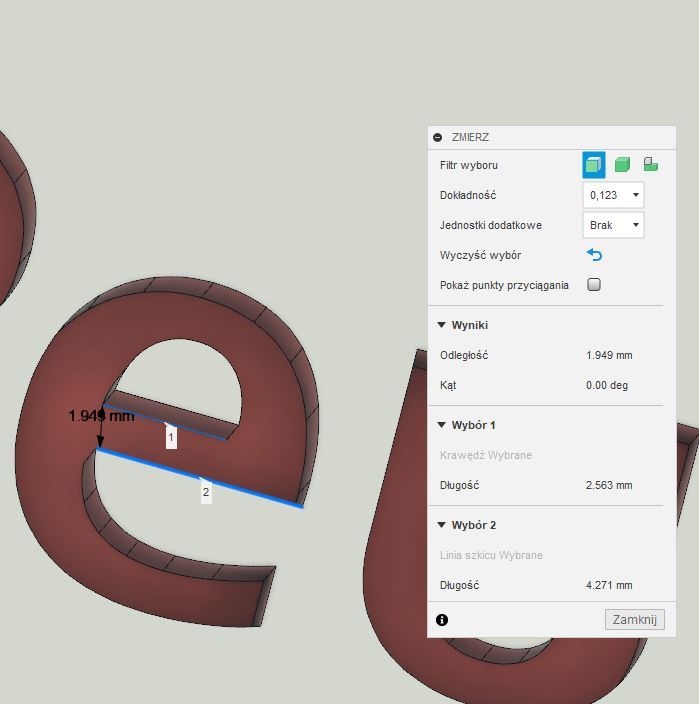 ZMIERZ
Filtr wyboru
Dokładność 0,123
Jednostki dodatkowe Brak
Wyczyść wybór
Pokaż punkty przyciągania
Wyniki
Odległość 1.949 mm
Kąt 0.00 deg
Wybór 1
Krawędź Wybrane
Długość 2.563 mm
Wybór 2
Linia szkicu Wybrane
Długość 4.271 mm
Zamknij
1.949 mm
1
2
e